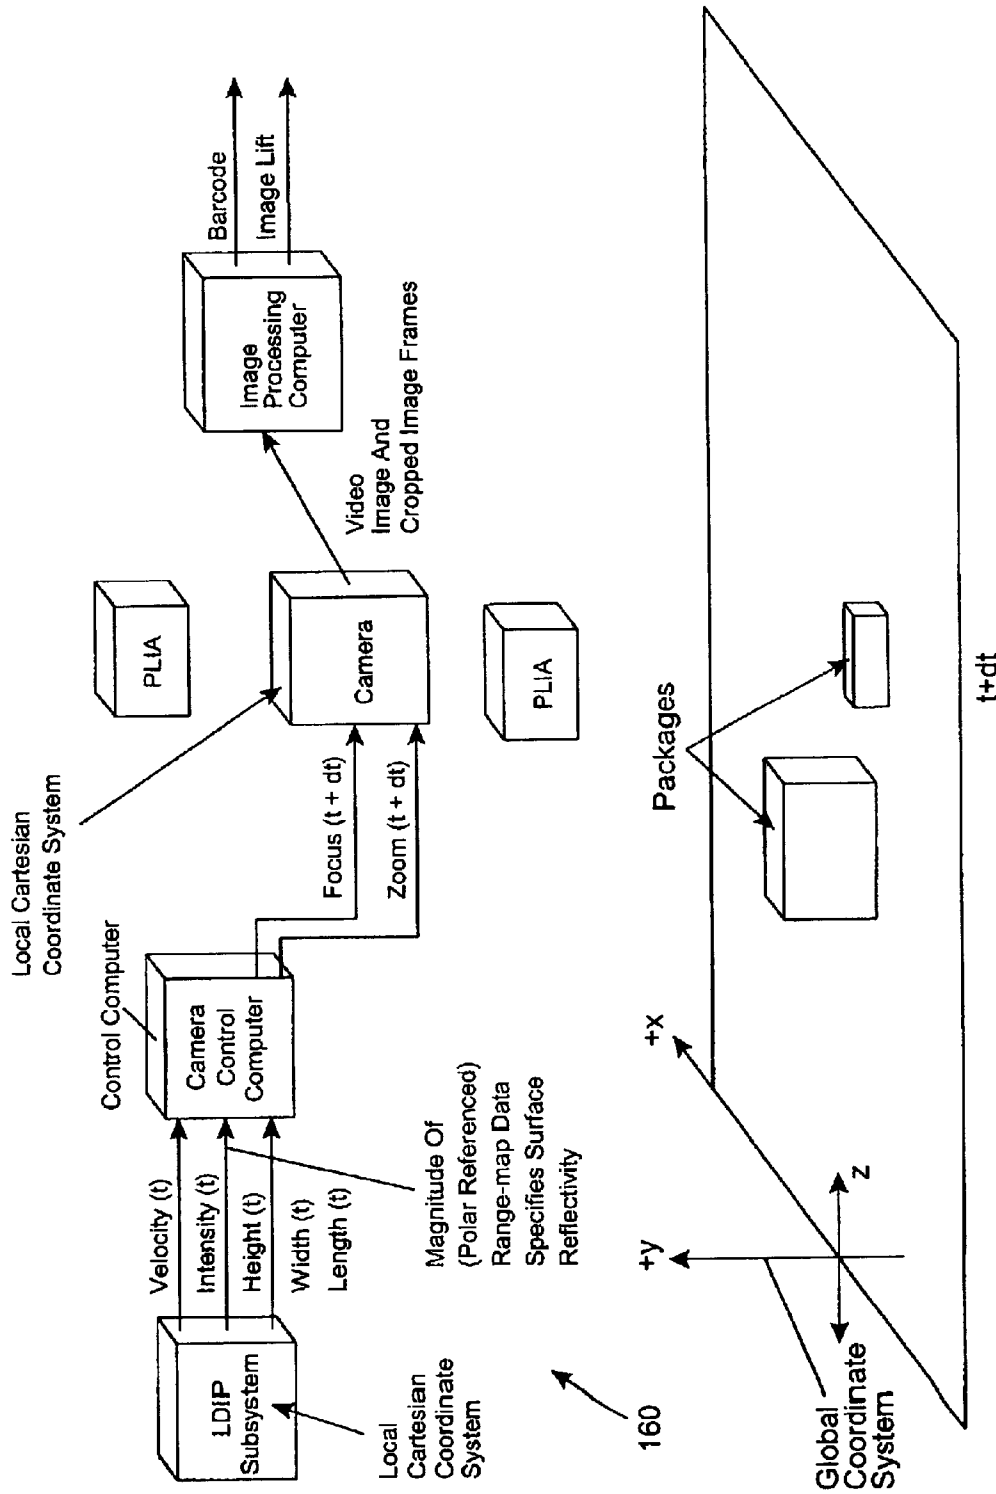 LDIP
Subsystem
Local
Cartesian
Coordinate
System
Velocity (t)
Intensity (t)
Height (t)
Width (t)
Length (t)
Control Computer
Camera
Control
Computer
Magnitude Of
(Polar Referenced)
Range-map Data
Specifies Surface
Reflectivity
Local Cartesian
Coordinate System
Focus (t + dt)
Zoom (t + dt)
PLIA
Camera
PLIA
Video
Image And
Cropped Image Frames
Image
Processing
Computer
Barcode
Image Lift
160
Global
Coordinate
System
+y
z
+x
Packages
t+dt